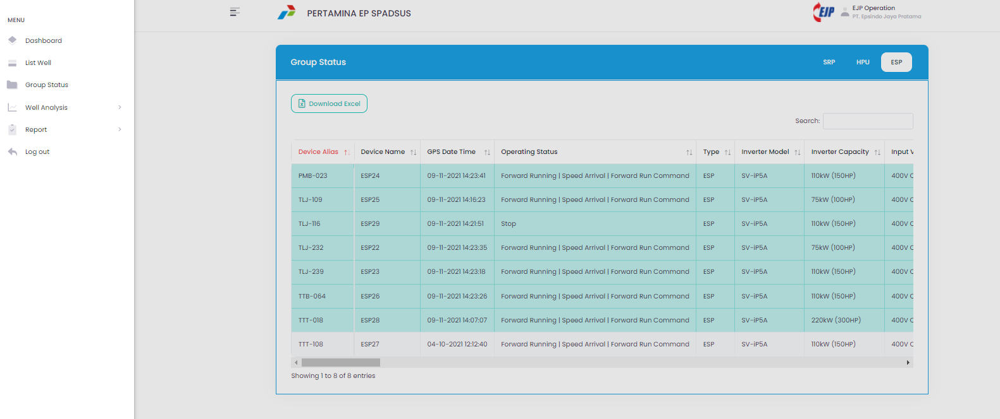 MENU
Dashboard
List Well
Group Status
Well Analysis
Report
Log out
PERTAMINA EP SPADSUS
EJP
EJP Operation
PT. Epsindo Jaya Pratama
Group Status
SRP HPU ESP
Download Excel
Search:
Device Alias Device Name GPS Date Time Operating Status Type Inverter Model Inverter Capacity Input V
PMB-023 ESP24 09-11-2021 14:23:41 Forward Running | Speed Arrival | Forward Run Command ESP SV-iP5A 110kW (150HP) 400V C
TLJ-109 ESP25 09-11-2021 14:16:23 Forward Running | Speed Arrival | Forward Run Command ESP SV-iP5A 75kW (100HP) 400V C
TLJ-116 ESP29 09-11-2021 14:21:51 Stop ESP SV-iP5A 110kW (150HP) 400V C
TLJ-232 ESP22 09-11-2021 14:23:35 Forward Running | Speed Arrival | Forward Run Command ESP SV-iP5A 75kW (100HP) 400V C
TLJ-239 ESP23 09-11-2021 14:23:18 Forward Running | Speed Arrival | Forward Run Command ESP SV-iP5A 110kW (150HP) 400V C
TTB-064 ESP26 09-11-2021 14:23:26 Forward Running | Speed Arrival | Forward Run Command ESP SV-iP5A 110kW (150HP) 400V C
TTT-018 ESP28 09-11-2021 14:07:07 Forward Running | Speed Arrival | Forward Run Command ESP SV-iP5A 220kW (300HP) 400V C
TTT-108 ESP27 04-10-2021 12:12:40 Forward Running | Speed Arrival | Forward Run Command ESP SV-iP5A 110kW (150HP) 400V C
Showing 1 to 8 of 8 entries